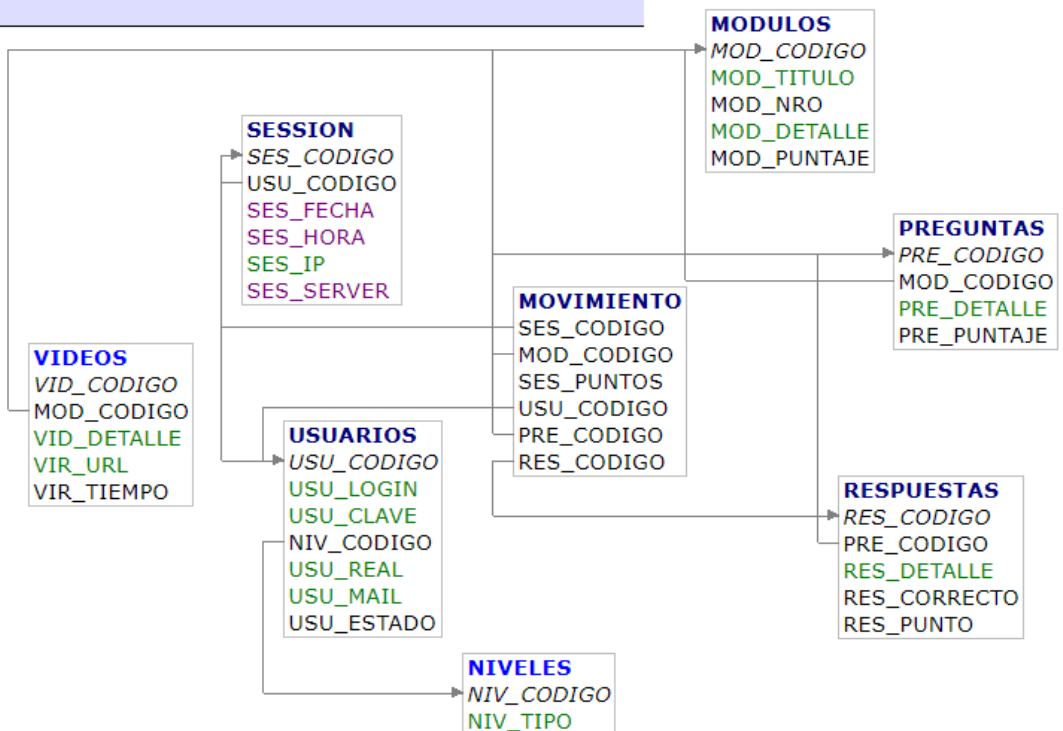 MODULOS
MOD_CODIGO
MOD_TITULO
MOD_NRO
MOD_DETALLE
MOD_PUNTAJE
SESSION
SES_CODIGO
USU_CODIGO
SES_FECHA
SES_HORA
SES_IP
SES_SERVER
PREGUNTAS
PRE_CODIGO
MOD_CODIGO
PRE_DETALLE
PRE_PUNTAJE
MOVIMIENTO
SES_CODIGO
MOD_CODIGO
SES_PUNTOS
USU_CODIGO
PRE_CODIGO
RES_CODIGO
VIDEOS
VID_CODIGO
MOD_CODIGO
VID_DETALLE
VIR_URL
VIR_TIEMPO
USUARIOS
USU_CODIGO
USU_LOGIN
USU_CLAVE
NIV_CODIGO
USU_REAL
USU_MAIL
USU_ESTADO
RESPUESTAS
RES_CODIGO
PRE_CODIGO
RES_DETALLE
RES_CORRECTO
RES_PUNTO
NIVELES
NIV_CODIGO
NIV_TIPO